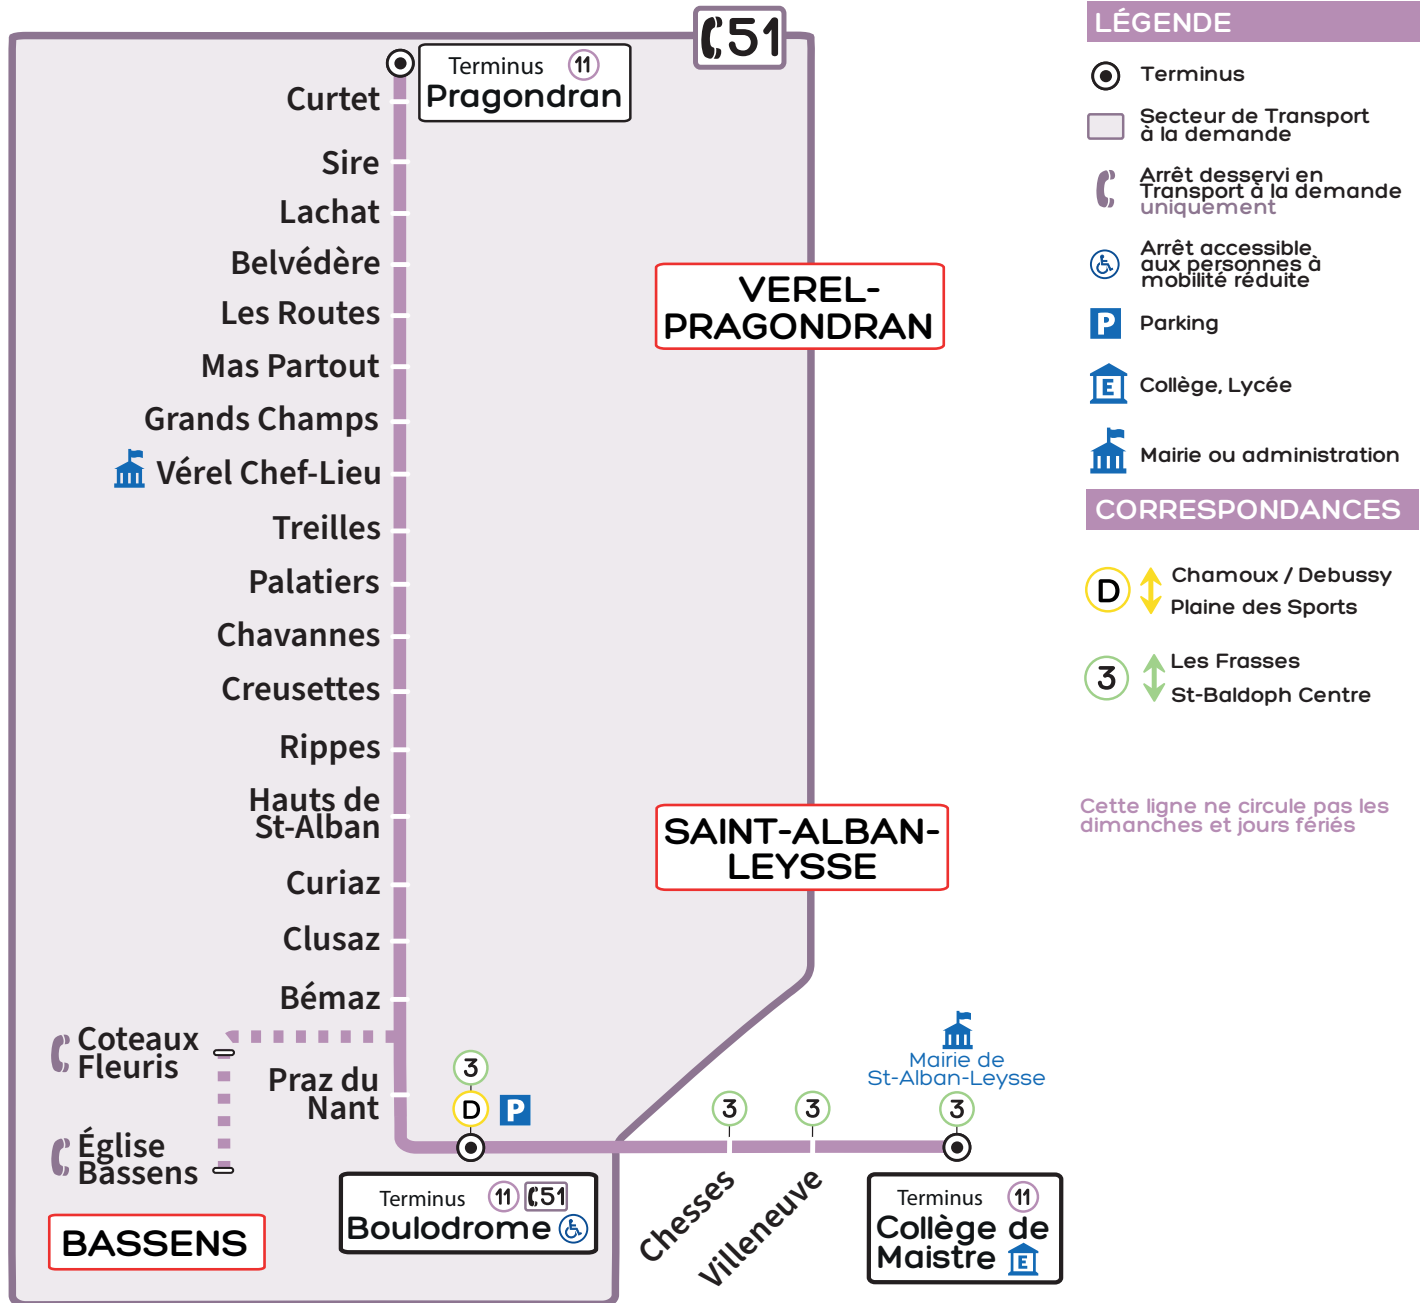 51
Terminus 11
Pragondran
Curtet
Sire
Lachat
Belvédère
Les Routes
Mas Partout
Grands Champs
Vérel Chef-Lieu
Treilles
Palatiers
Chavannes
Creusettes
Rippes
Hauts de
St-Alban
Curiaz
Clusaz
Bémaz
Coteaux
Fleuris
Praz du
Nant
Église
Bassens
BASSENS
VEREL-
PRAGONDRAN
SAINT-ALBAN-
LEYSSE
3
D P
Terminus 11 51
Boulodrome
3
Chesses
3
Villeneuve
Mairie de
St-Alban-Leysse
3
Terminus 11
Collège de
Maistre E
LÉGENDE
Terminus
Secteur de Transport
à la demande
Arrêt desservi en
Transport à la demande
uniquement
Arrêt accessible
aux personnes à
mobilité réduite
P Parking
E Collège, Lycée
Mairie ou administration
CORRESPONDANCES
D
Chamoux / Debussy
Plaine des Sports
3
Les Frasses
St-Baldoph Centre
Cette ligne ne circule pas les
dimanches et jours fériés